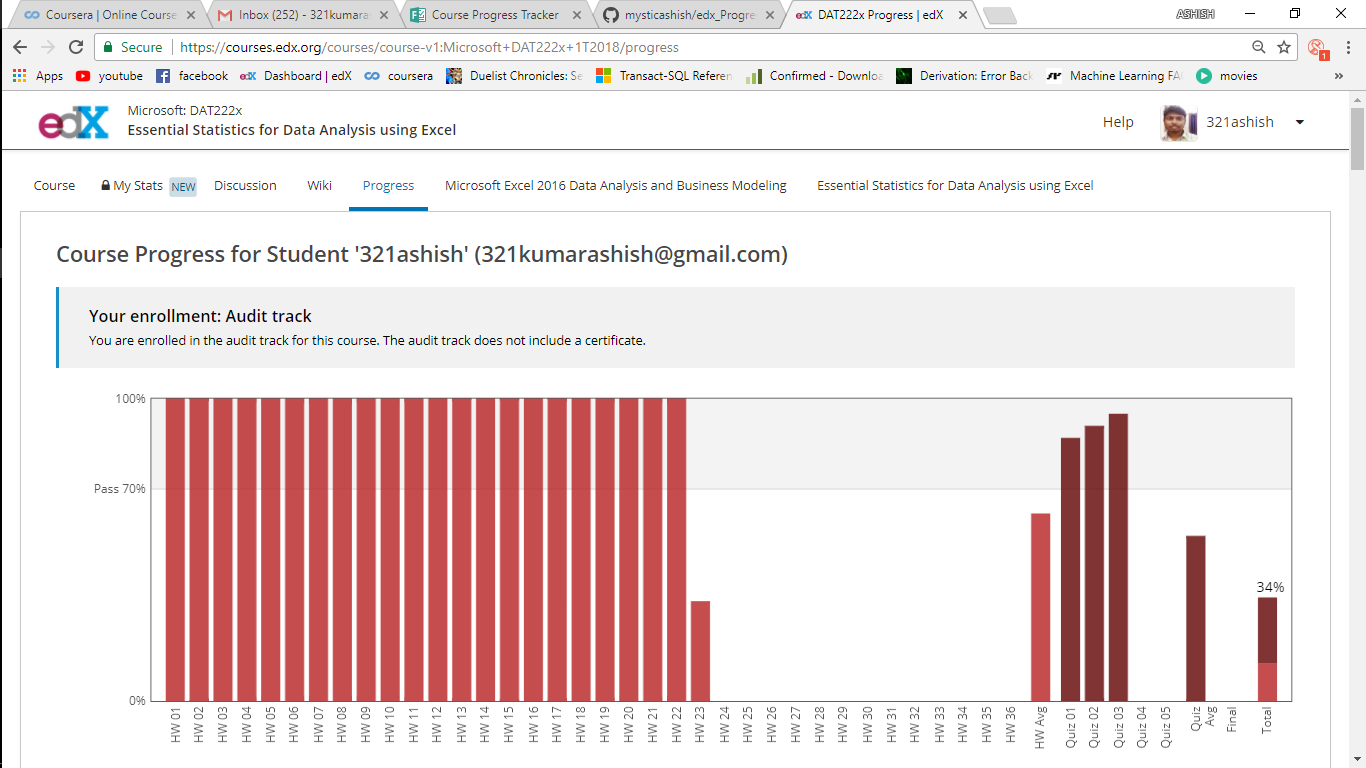 Coursera | Online Course
Inbox (252) - 321kumaras
Course Progress Tracker
mysticashish/edx_Progre
edX DAT222x Progress | edX
ASHISH
Secure https://courses.edx.org/courses/course-v1:Microsoft+DAT222x+1T2018/progress
1
Apps youtube facebook edX Dashboard | edX coursera Duelist Chronicles: Se Transact-SQL Referen Confirmed - Downloa Derivation: Error Back Machine Learning FA movies »
edX
Microsoft: DAT222x
Essential Statistics for Data Analysis using Excel
Help 321ashish
Course My Stats NEW Discussion Wiki Progress Microsoft Excel 2016 Data Analysis and Business Modeling Essential Statistics for Data Analysis using Excel
Course Progress for Student '321ashish' (321kumarashish@gmail.com)
Your enrollment: Audit track
You are enrolled in the audit track for this course. The audit track does not include a certificate.
100%
Pass 70%
34%
0%
HW 01
HW 02
HW 03
HW 04
HW 05
HW 06
HW 07
HW 08
HW 09
HW 10
HW 11
HW 12
HW 13
HW 14
HW 15
HW 16
HW 17
HW 18
HW 19
HW 20
HW 21
HW 22
HW 23
HW 24
HW 25
HW 26
HW 27
HW 28
HW 29
HW 30
HW 31
HW 32
HW 33
HW 34
HW 35
HW 36
HW Avg
Quiz 01
Quiz 02
Quiz 03
Quiz 04
Quiz 05
Quiz
Avg
Final
Total